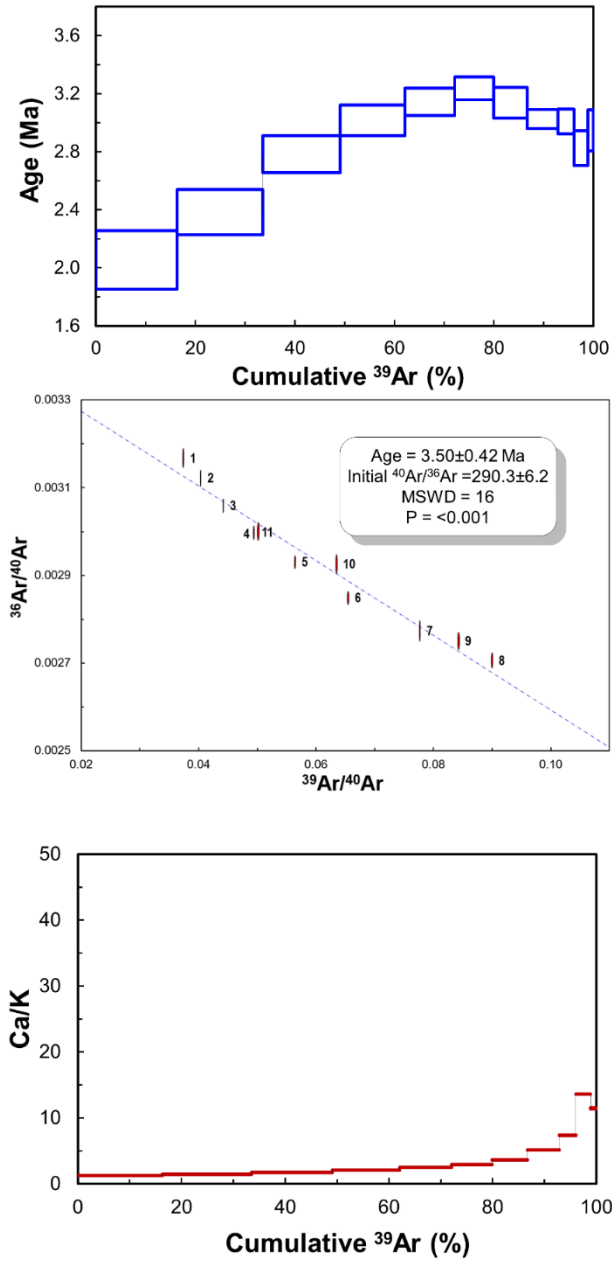 3.6
3.2
2.8
2.4
2.0
1.6
Age (Ma)
0 20 40 60 80 100
Cumulative ³⁹Ar (%)
0.0033
0.0031
0.0029
0.0027
0.0025
³⁶Ar/⁴⁰Ar
Age = 3.50±0.42 Ma
Initial ⁴⁰Ar/³⁶Ar =290.3±6.2
MSWD = 16
P = <0.001
1
2
3
4 11
5
10
6
7
9
8
0.02 0.04 0.06 0.08 0.10
³⁹Ar/⁴⁰Ar
50
40
30
20
10
0
Ca/K
0 20 40 60 80 100
Cumulative ³⁹Ar (%)